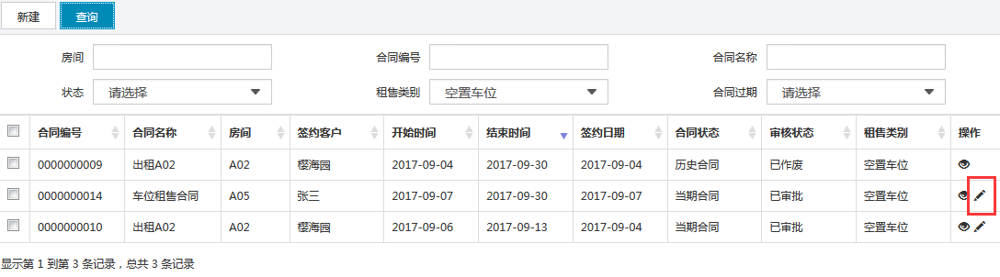 新建 查询
房间 合同编号 合同名称
状态 请选择 租售类别 空置车位 合同过期 请选择
合同编号 合同名称 房间 签约客户 开始时间 结束时间 签约日期 合同状态 审核状态 租售类别 操作
0000000009 出租A02 A02 樱海园 2017-09-04 2017-09-30 2017-09-04 历史合同 已作废 空置车位
0000000014 车位租售合同 A05 张三 2017-09-07 2017-09-30 2017-09-07 当期合同 已审批 空置车位
0000000010 出租A02 A02 樱海园 2017-09-06 2017-09-13 2017-09-04 当期合同 已审批 空置车位
显示第 1 到第 3 条记录，总共 3 条记录